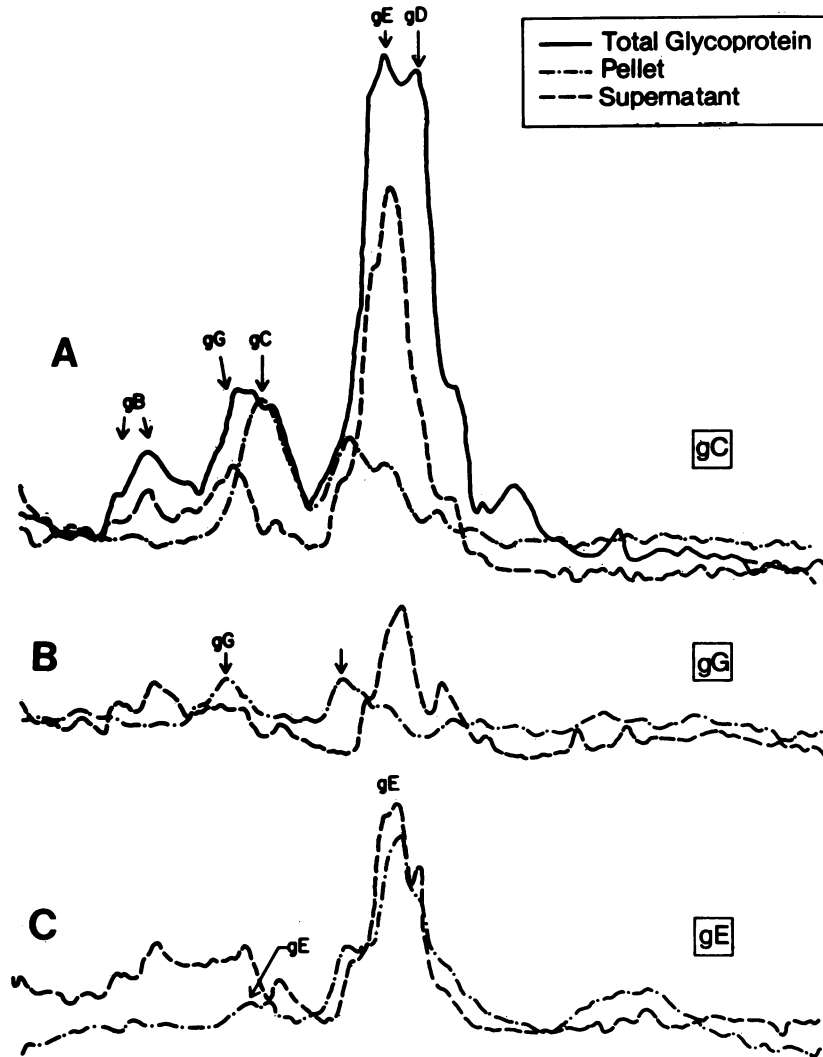 gE gD
Total Glycoprotein
Pellet
Supernatant
A
gG gC
gB
gC
B
gG
gG
gE
C
gE
gE